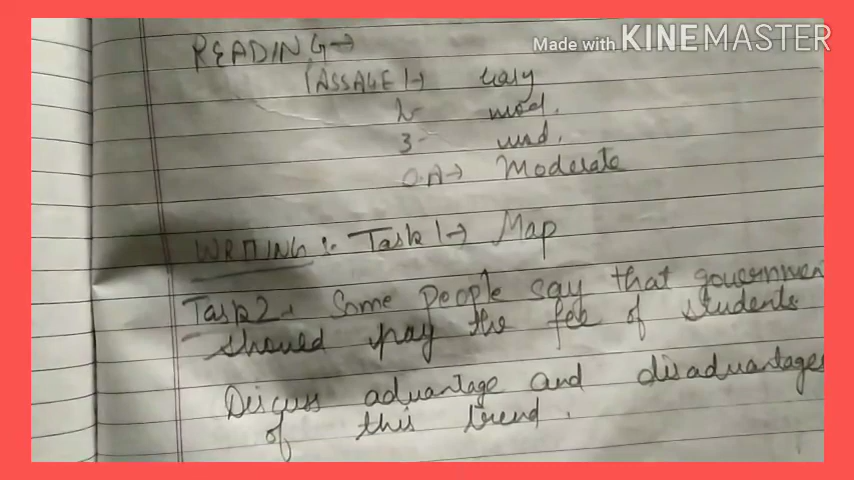 Made with KINEMASTER
READING→
PASSAGE 1→ easy
2- mod.
3- mod.
O.A→ Moderate
WRITING :- Task 1→ Map
Task 2→ Some people say that governmen
should pay the fee of students
Discuss advantage and disadvantages
of this trend.